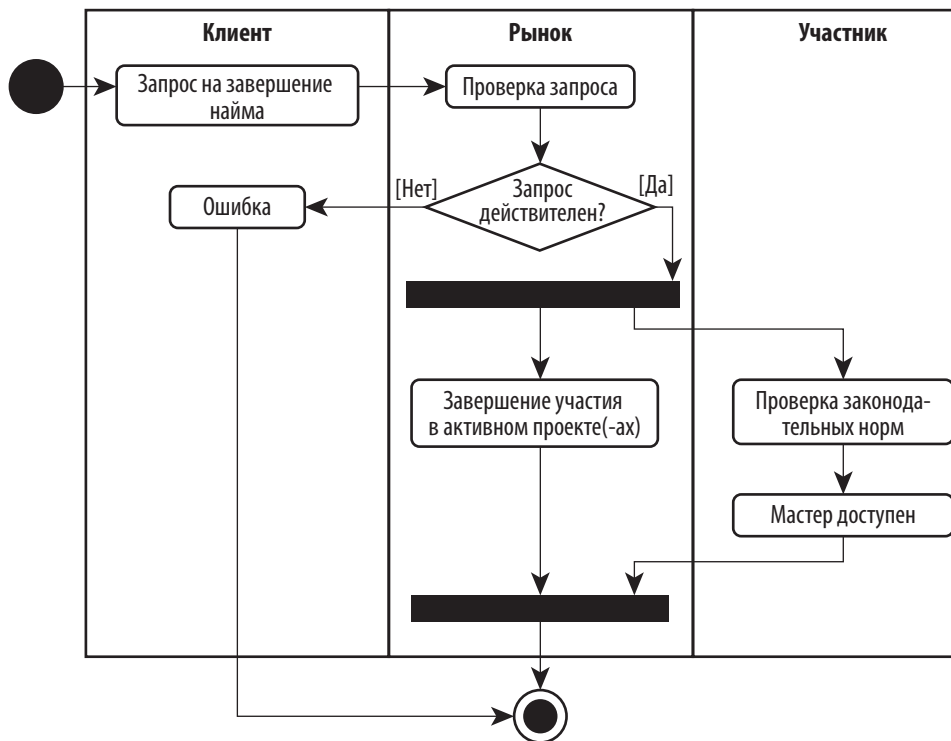 Клиент
Рынок
Участник
Запрос на завершение
найма
Проверка запроса
[Нет]
Запрос
действителен?
[Да]
Ошибка
Завершение участия
в активном проекте(-ах)
Проверка законода-
тельных норм
Мастер доступен